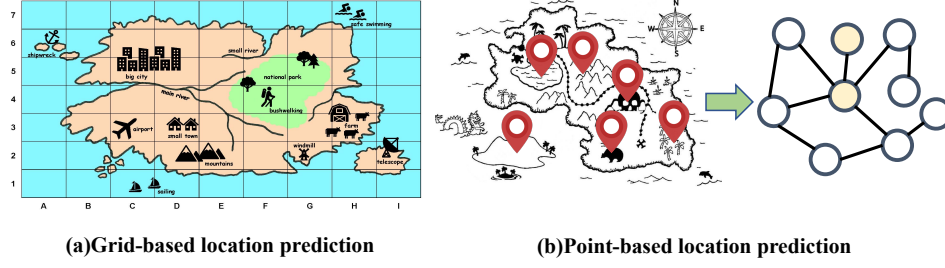 7
6
5
4
3
2
1
A B C D E F G H I
safe swimming
shipwreck
small river
big city
national park
main river
bushwalking
airport
small town
farm
windmill
mountains
telescope
sailing
N
W E
S
(a)Grid-based location prediction
(b)Point-based location prediction